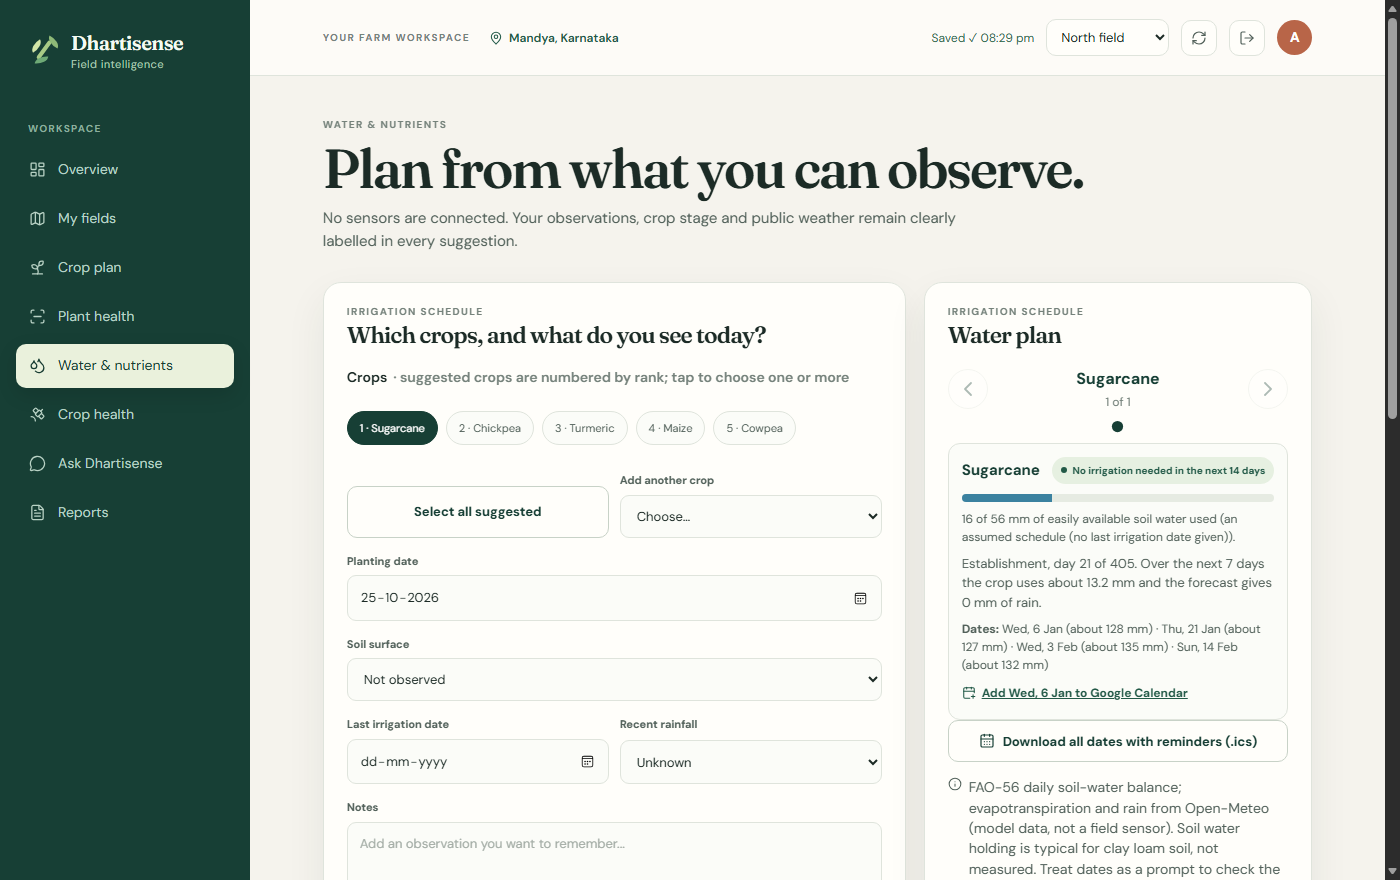 Dhartisense
Field intelligence
WORKSPACE
Overview
My fields
Crop plan
Plant health
Water & nutrients
Crop health
Ask Dhartisense
Reports
YOUR FARM WORKSPACE
Mandya, Karnataka
Saved ✓ 08:29 pm
North field
A
WATER & NUTRIENTS
Plan from what you can observe.
No sensors are connected. Your observations, crop stage and public weather remain clearly
labelled in every suggestion.
IRRIGATION SCHEDULE
Which crops, and what do you see today?
Crops · suggested crops are numbered by rank; tap to choose one or more
1 · Sugarcane
2 · Chickpea
3 · Turmeric
4 · Maize
5 · Cowpea
Select all suggested
Add another crop
Choose...
Planting date
25-10-2026
Soil surface
Not observed
Last irrigation date
dd-mm-yyyy
Recent rainfall
Unknown
Notes
Add an observation you want to remember...
IRRIGATION SCHEDULE
Water plan
Sugarcane
1 of 1
Sugarcane
No irrigation needed in the next 14 days
16 of 56 mm of easily available soil water used (an
assumed schedule (no last irrigation date given)).
Establishment, day 21 of 405. Over the next 7 days
the crop uses about 13.2 mm and the forecast gives
0 mm of rain.
Dates: Wed, 6 Jan (about 128 mm) · Thu, 21 Jan (about
127 mm) · Wed, 3 Feb (about 135 mm) · Sun, 14 Feb
(about 132 mm)
Add Wed, 6 Jan to Google Calendar
Download all dates with reminders (.ics)
FAO-56 daily soil-water balance;
evapotranspiration and rain from Open-Meteo
(model data, not a field sensor). Soil water
holding is typical for clay loam soil, not
measured. Treat dates as a prompt to check the